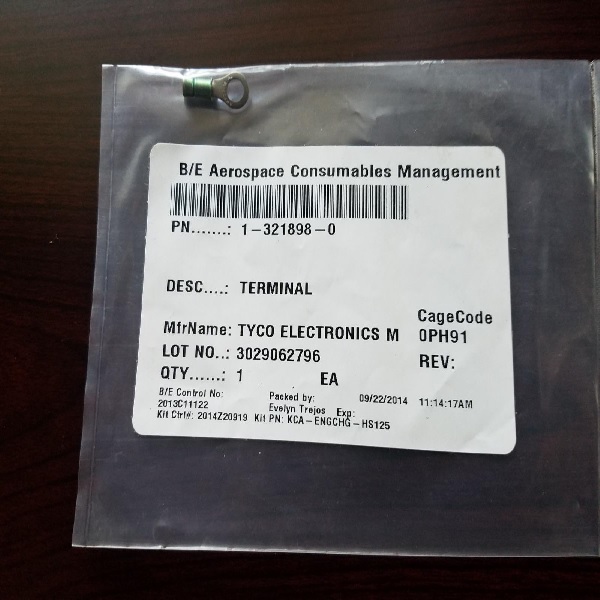 B/E Aerospace Consumables Management
PN.......: 1-321898-0
DESC....: TERMINAL
CageCode
MfrName: TYCO ELECTRONICS M 0PH91
LOT NO..: 3029062796 REV:
QTY......: 1 EA
B/E Control No: Packed by: 09/22/2014 11:14:17AM
2013C11122 Evelyn Trejos Exp:
Kit Ctrl#: 2014Z20919 Kit PN: KCA-ENGCHG-HS125